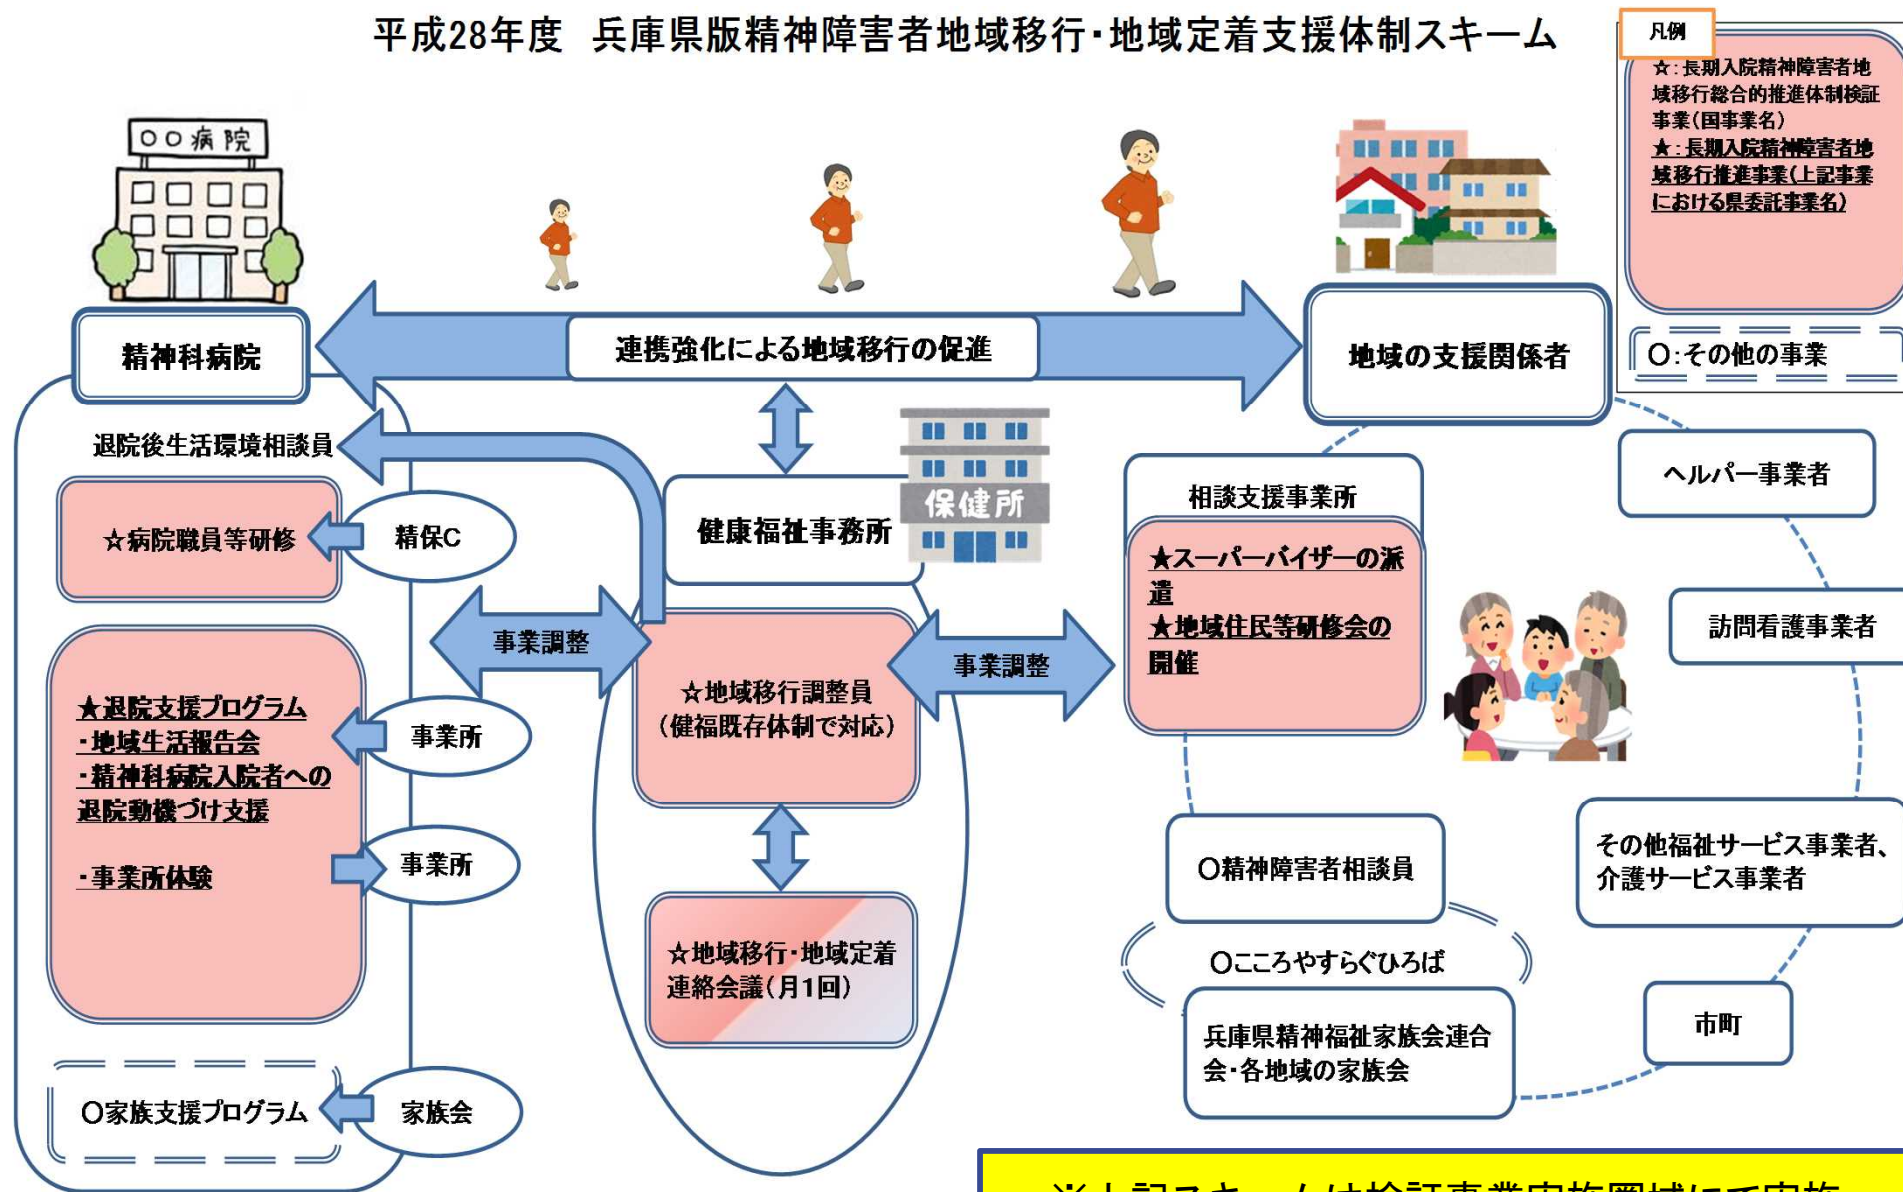 平成28年度 兵庫県版精神障害者地域移行・地域定着支援体制スキーム
凡例
☆:長期入院精神障害者地
域移行総合的推進体制検証
事業(国事業名)
★:長期入院精神障害者地
域移行推進事業(上記事業
における県委託事業名)
〇:その他の事業
〇〇病院
精神科病院
連携強化による地域移行の促進
地域の支援関係者
退院後生活環境相談員
☆病院職員等研修
精保C
健康福祉事務所
保健所
相談支援事業所
★スーパーバイザーの派
遣
★地域住民等研修会の
開催
ヘルパー事業者
訪問看護事業者
事業調整
事業調整
★退院支援プログラム
・地域生活報告会
・精神科病院入院者への
退院動機づけ支援
・事業所体験
事業所
事業所
☆地域移行調整員
(健福既存体制で対応)
☆地域移行・地域定着
連絡会議(月1回)
〇精神障害者相談員
その他福祉サービス事業者、
介護サービス事業者
〇こころやすらぐひろば
市町
兵庫県精神福祉家族会連合
会・各地域の家族会
〇家族支援プログラム
家族会
※上記スキームは検証事業実施圏域にて実施